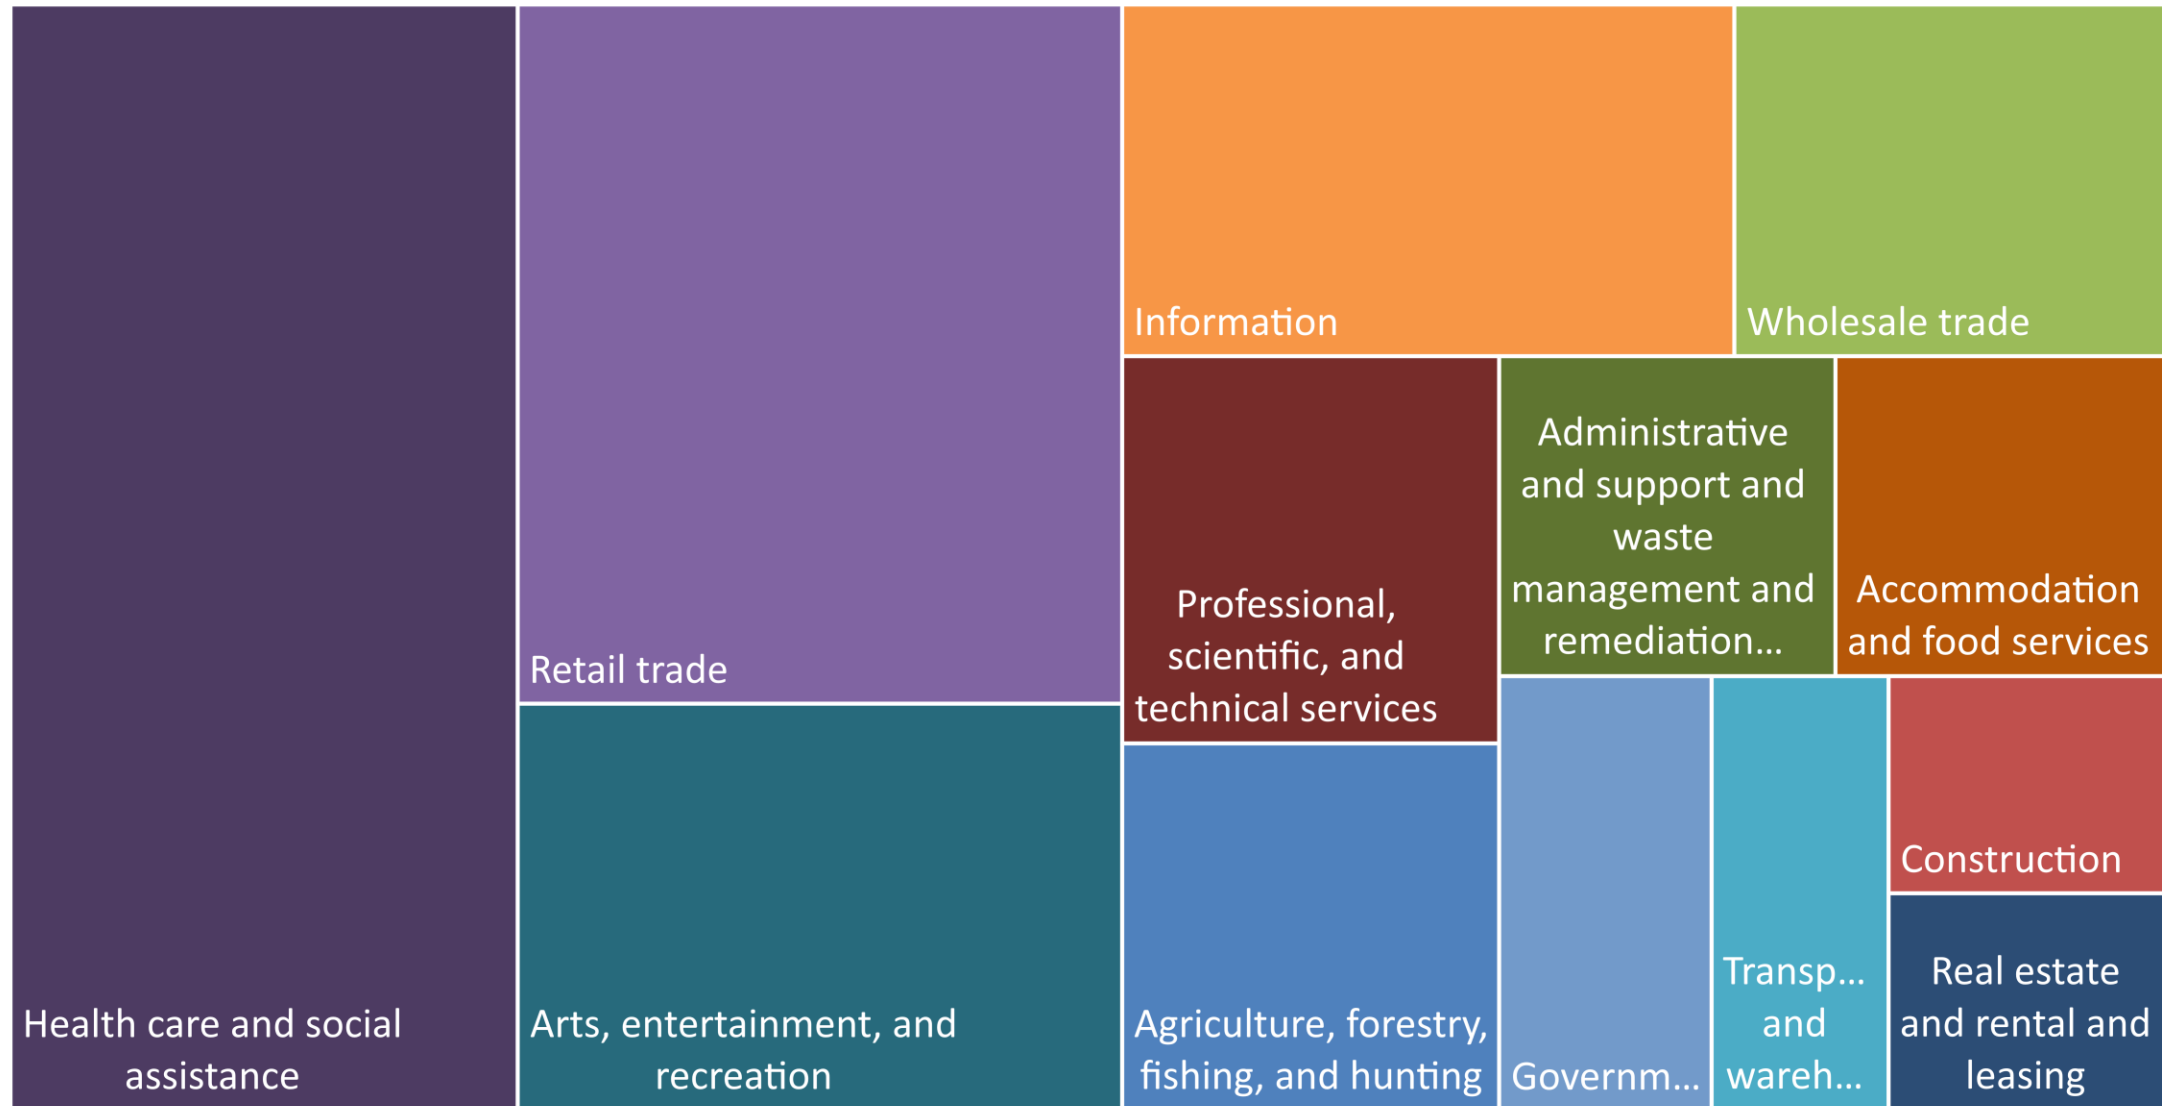 Health care and social
assistance
Retail trade
Arts, entertainment, and
recreation
Information
Wholesale trade
Professional,
scientific, and
technical services
Administrative
and support and
waste
management and
remediation...
Accommodation
and food services
Agriculture, forestry,
fishing, and hunting
Governm...
Transp...
and
wareh...
Construction
Real estate
and rental and
leasing